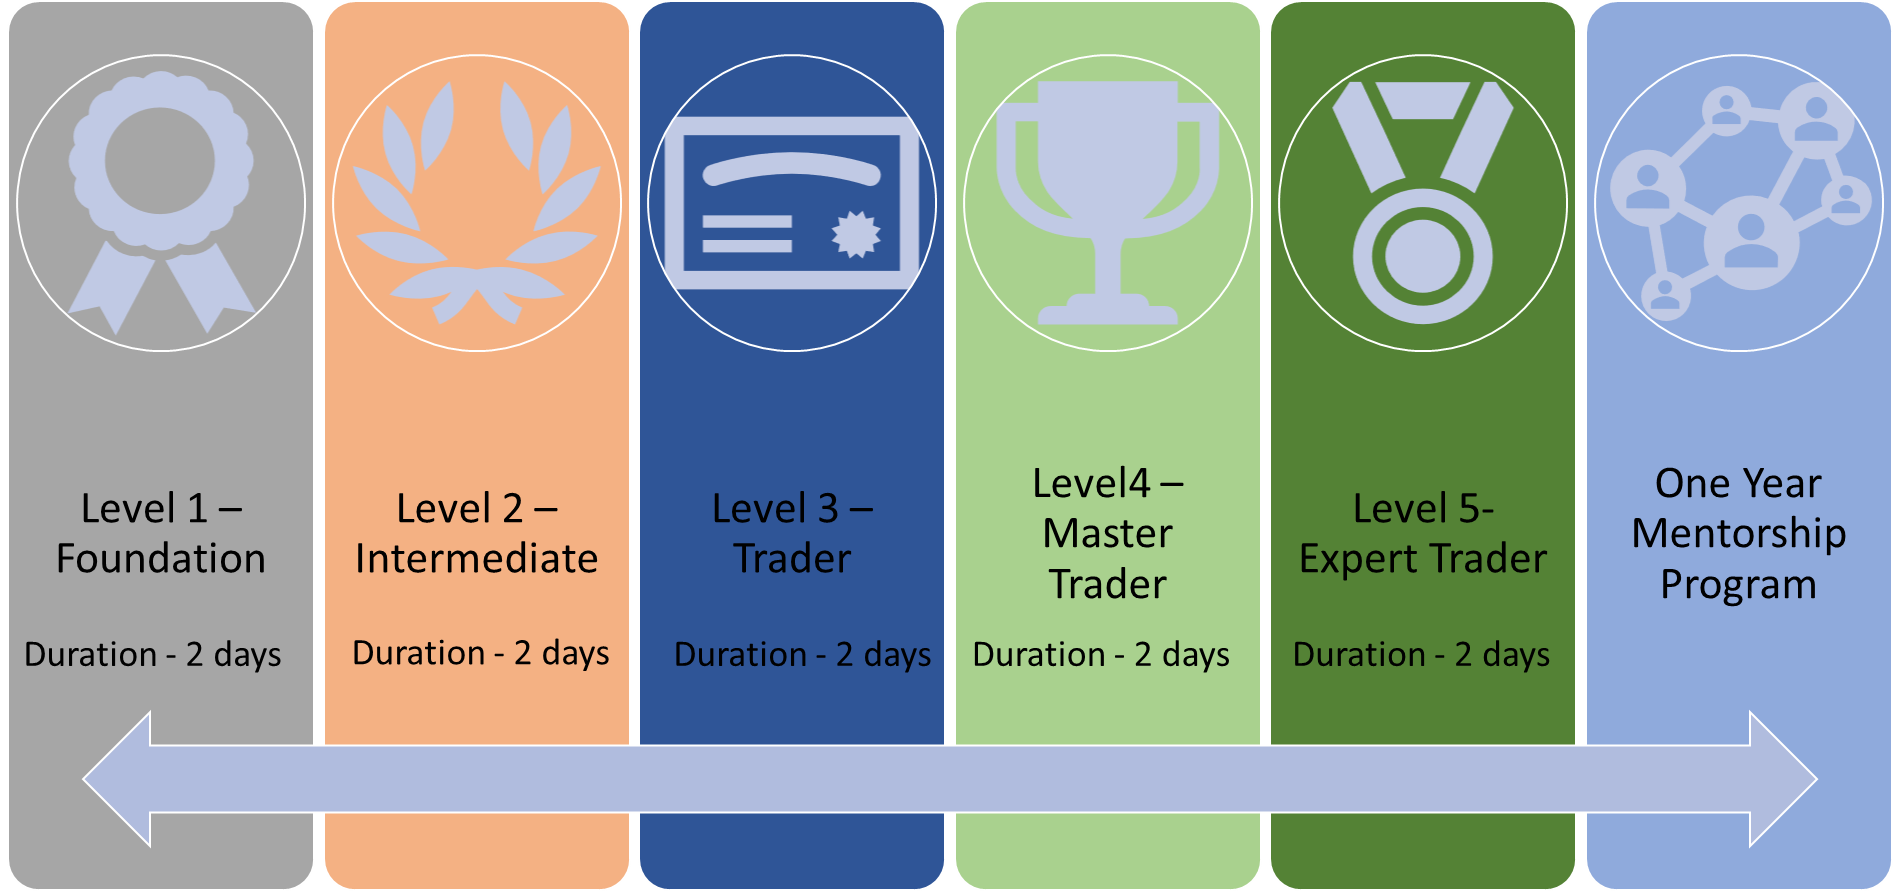 Level 1 –
Foundation
Duration - 2 days
Level 2 –
Intermediate
Duration - 2 days
Level 3 –
Trader
Duration - 2 days
Level4 –
Master
Trader
Duration - 2 days
Level 5-
Expert Trader
Duration - 2 days
One Year
Mentorship
Program